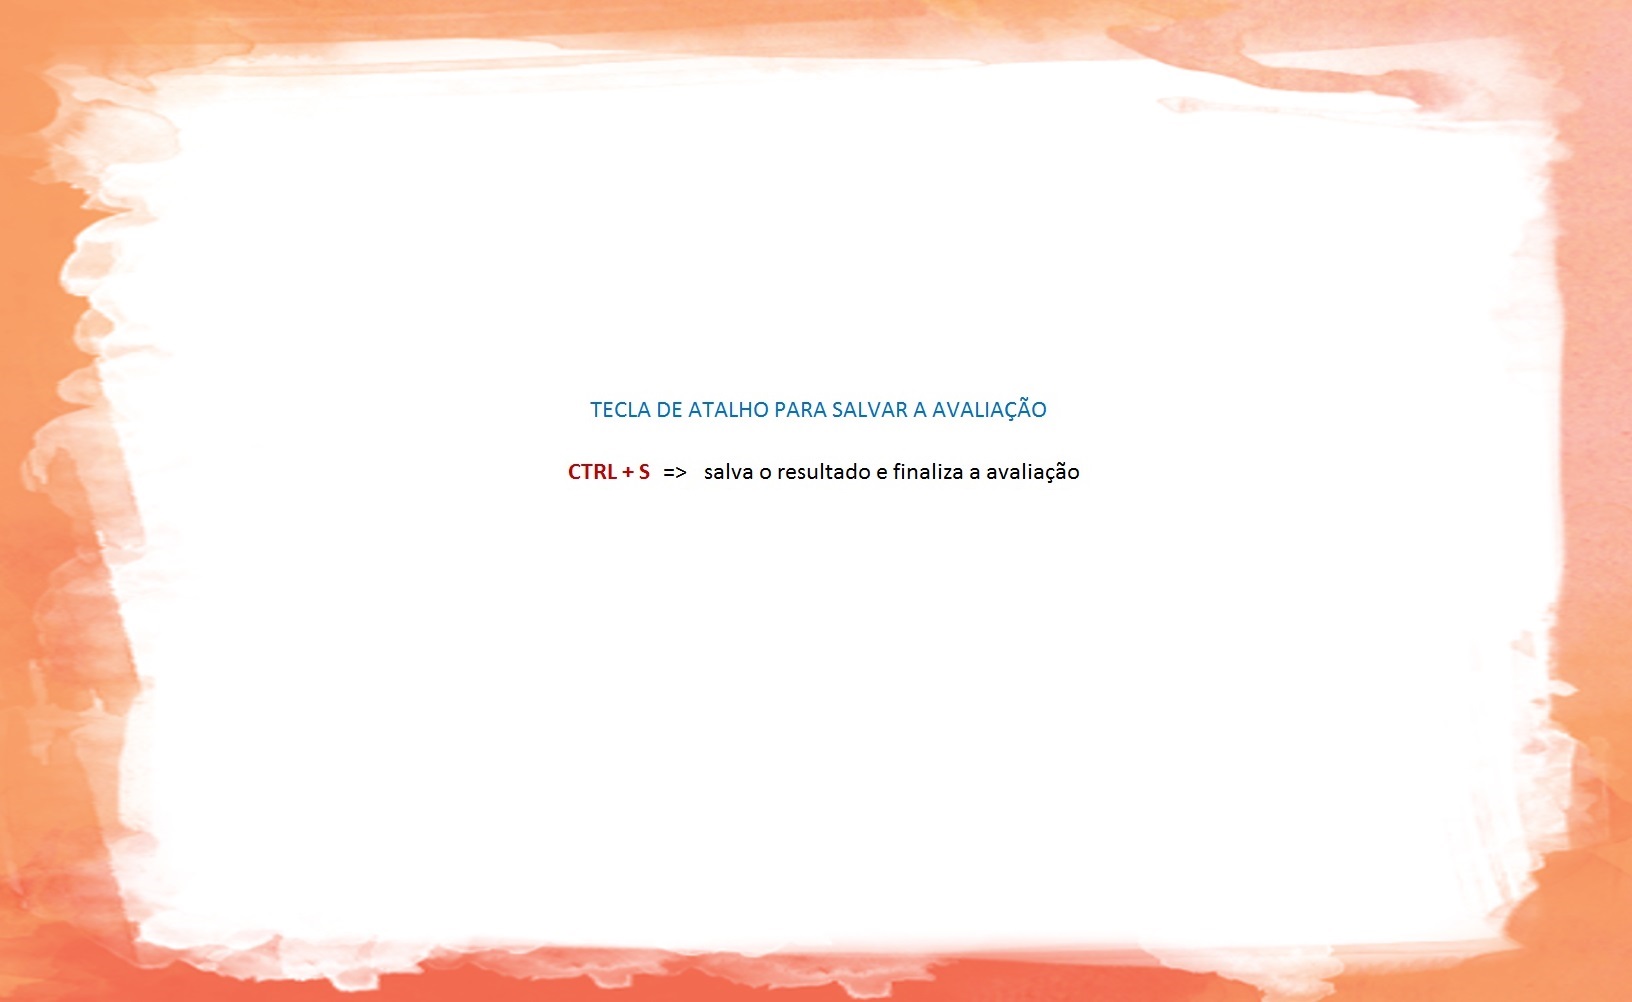 TECLA DE ATALHO PARA SALVAR A AVALIAÇÃO
CTRL + S => salva o resultado e finaliza a avaliação